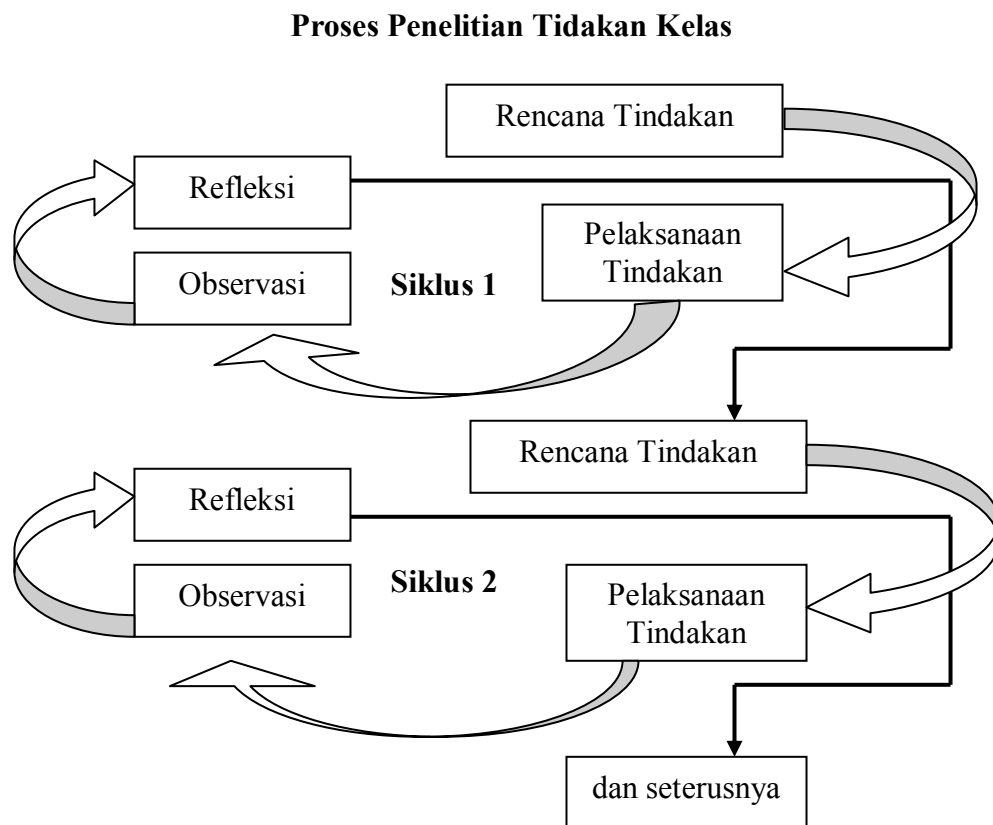 Proses Penelitian Tidakan Kelas
Rencana Tindakan
Refleksi
Pelaksanaan
Tindakan
Observasi
Siklus 1
Rencana Tindakan
Refleksi
Pelaksanaan
Tindakan
Observasi
Siklus 2
dan seterusnya